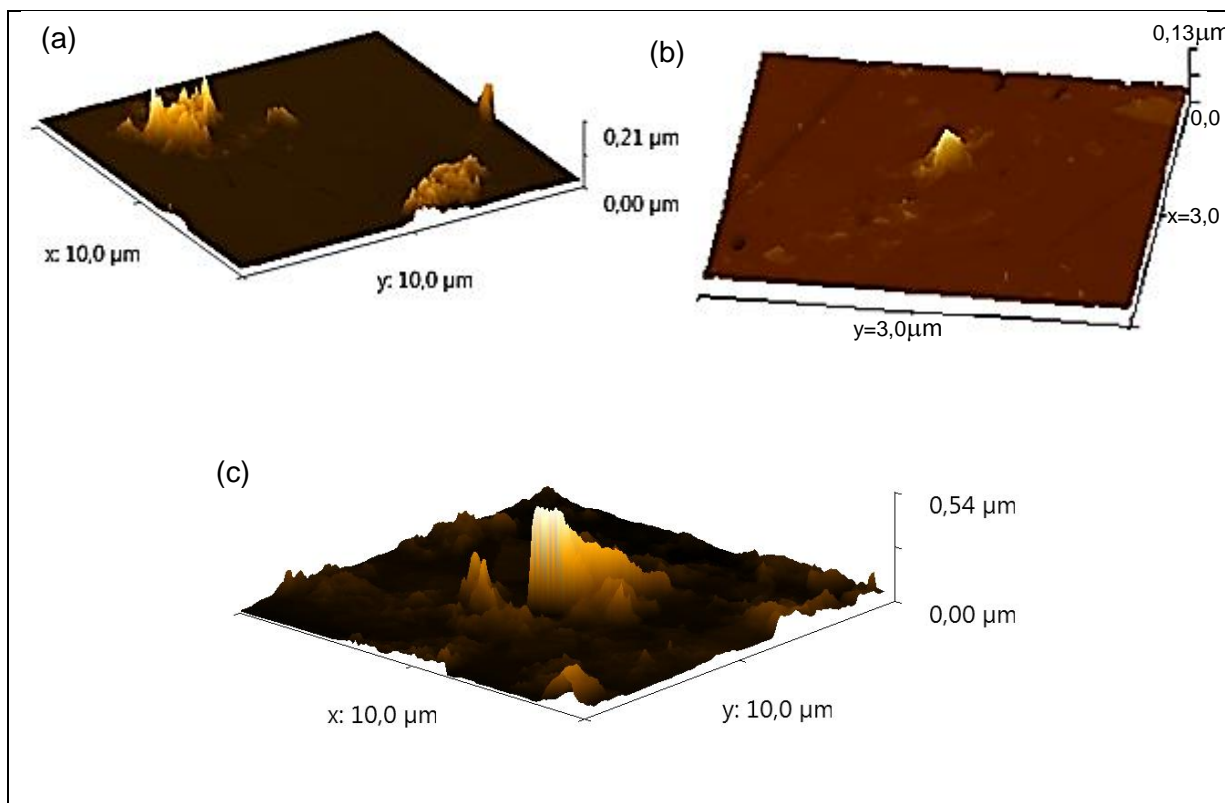 (a)
0,21 µm
0,00 µm
x: 10,0 µm
y: 10,0 µm
(b)
0,13µm
0,0
x=3,0
y=3,0µm
(c)
0,54 µm
0,00 µm
x: 10,0 µm
y: 10,0 µm